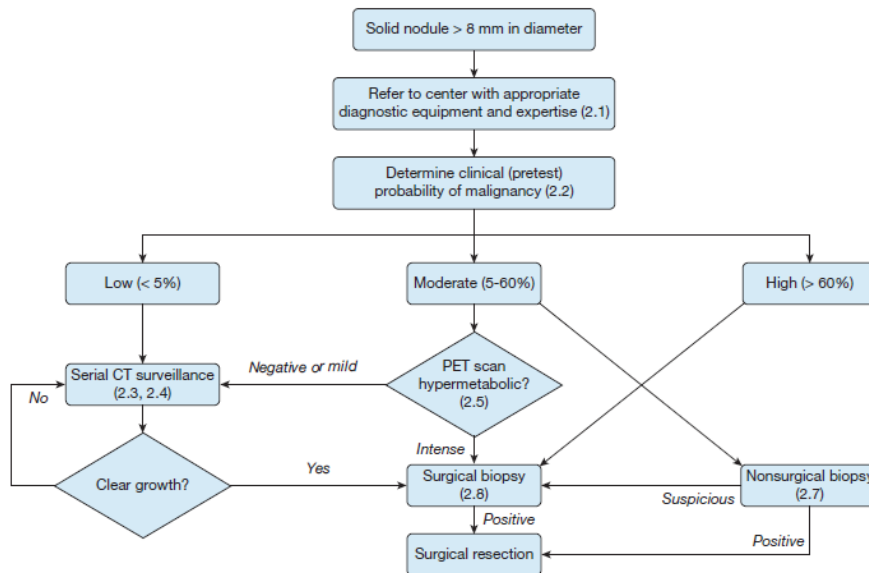 Solid nodule > 8 mm in diameter
Refer to center with appropriate
diagnostic equipment and expertise (2.1)
Determine clinical (pretest)
probability of malignancy (2.2)
Low (< 5%)
Moderate (5-60%)
High (> 60%)
Serial CT surveillance
(2.3, 2.4)
Negative or mild
PET scan
hypermetabolic?
(2.5)
No
Intense
Clear growth?
Yes
Surgical biopsy
(2.8)
Suspicious
Nonsurgical biopsy
(2.7)
Positive
Surgical resection
Positive